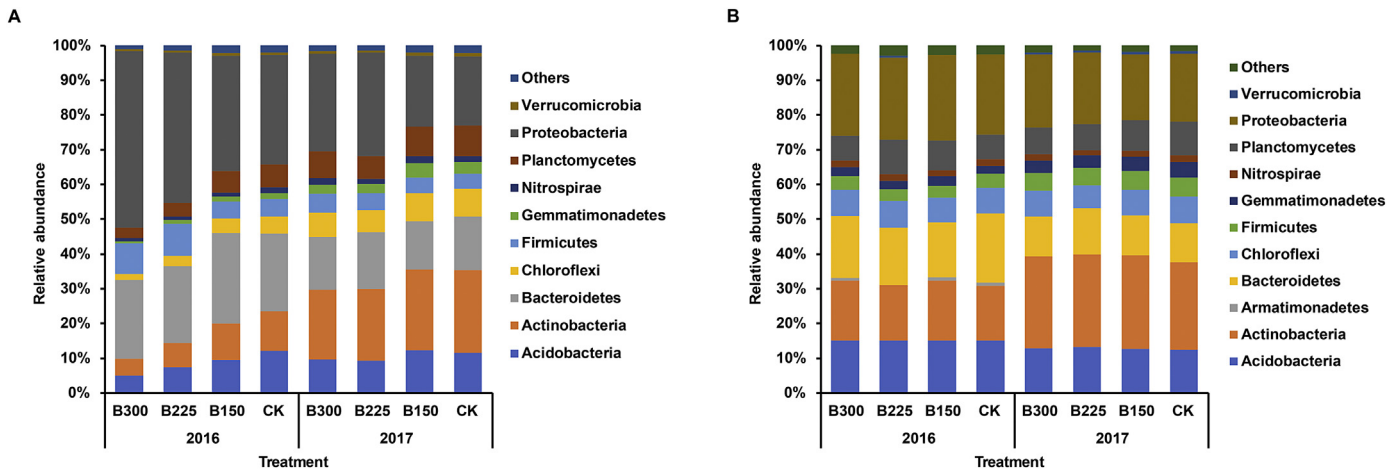 A
Relative abundance
100%
90%
80%
70%
60%
50%
40%
30%
20%
10%
0%
B300 B225 B150 CK B300 B225 B150 CK
2016 2017
Treatment
Others
Verrucomicrobia
Proteobacteria
Planctomycetes
Nitrospirae
Gemmatimonadetes
Firmicutes
Chloroflexi
Bacteroidetes
Actinobacteria
Acidobacteria
B
Relative abundance
100%
90%
80%
70%
60%
50%
40%
30%
20%
10%
0%
B300 B225 B150 CK B300 B225 B150 CK
2016 2017
Treatment
Others
Verrucomicrobia
Proteobacteria
Planctomycetes
Nitrospirae
Gemmatimonadetes
Firmicutes
Chloroflexi
Bacteroidetes
Armatimonadetes
Actinobacteria
Acidobacteria